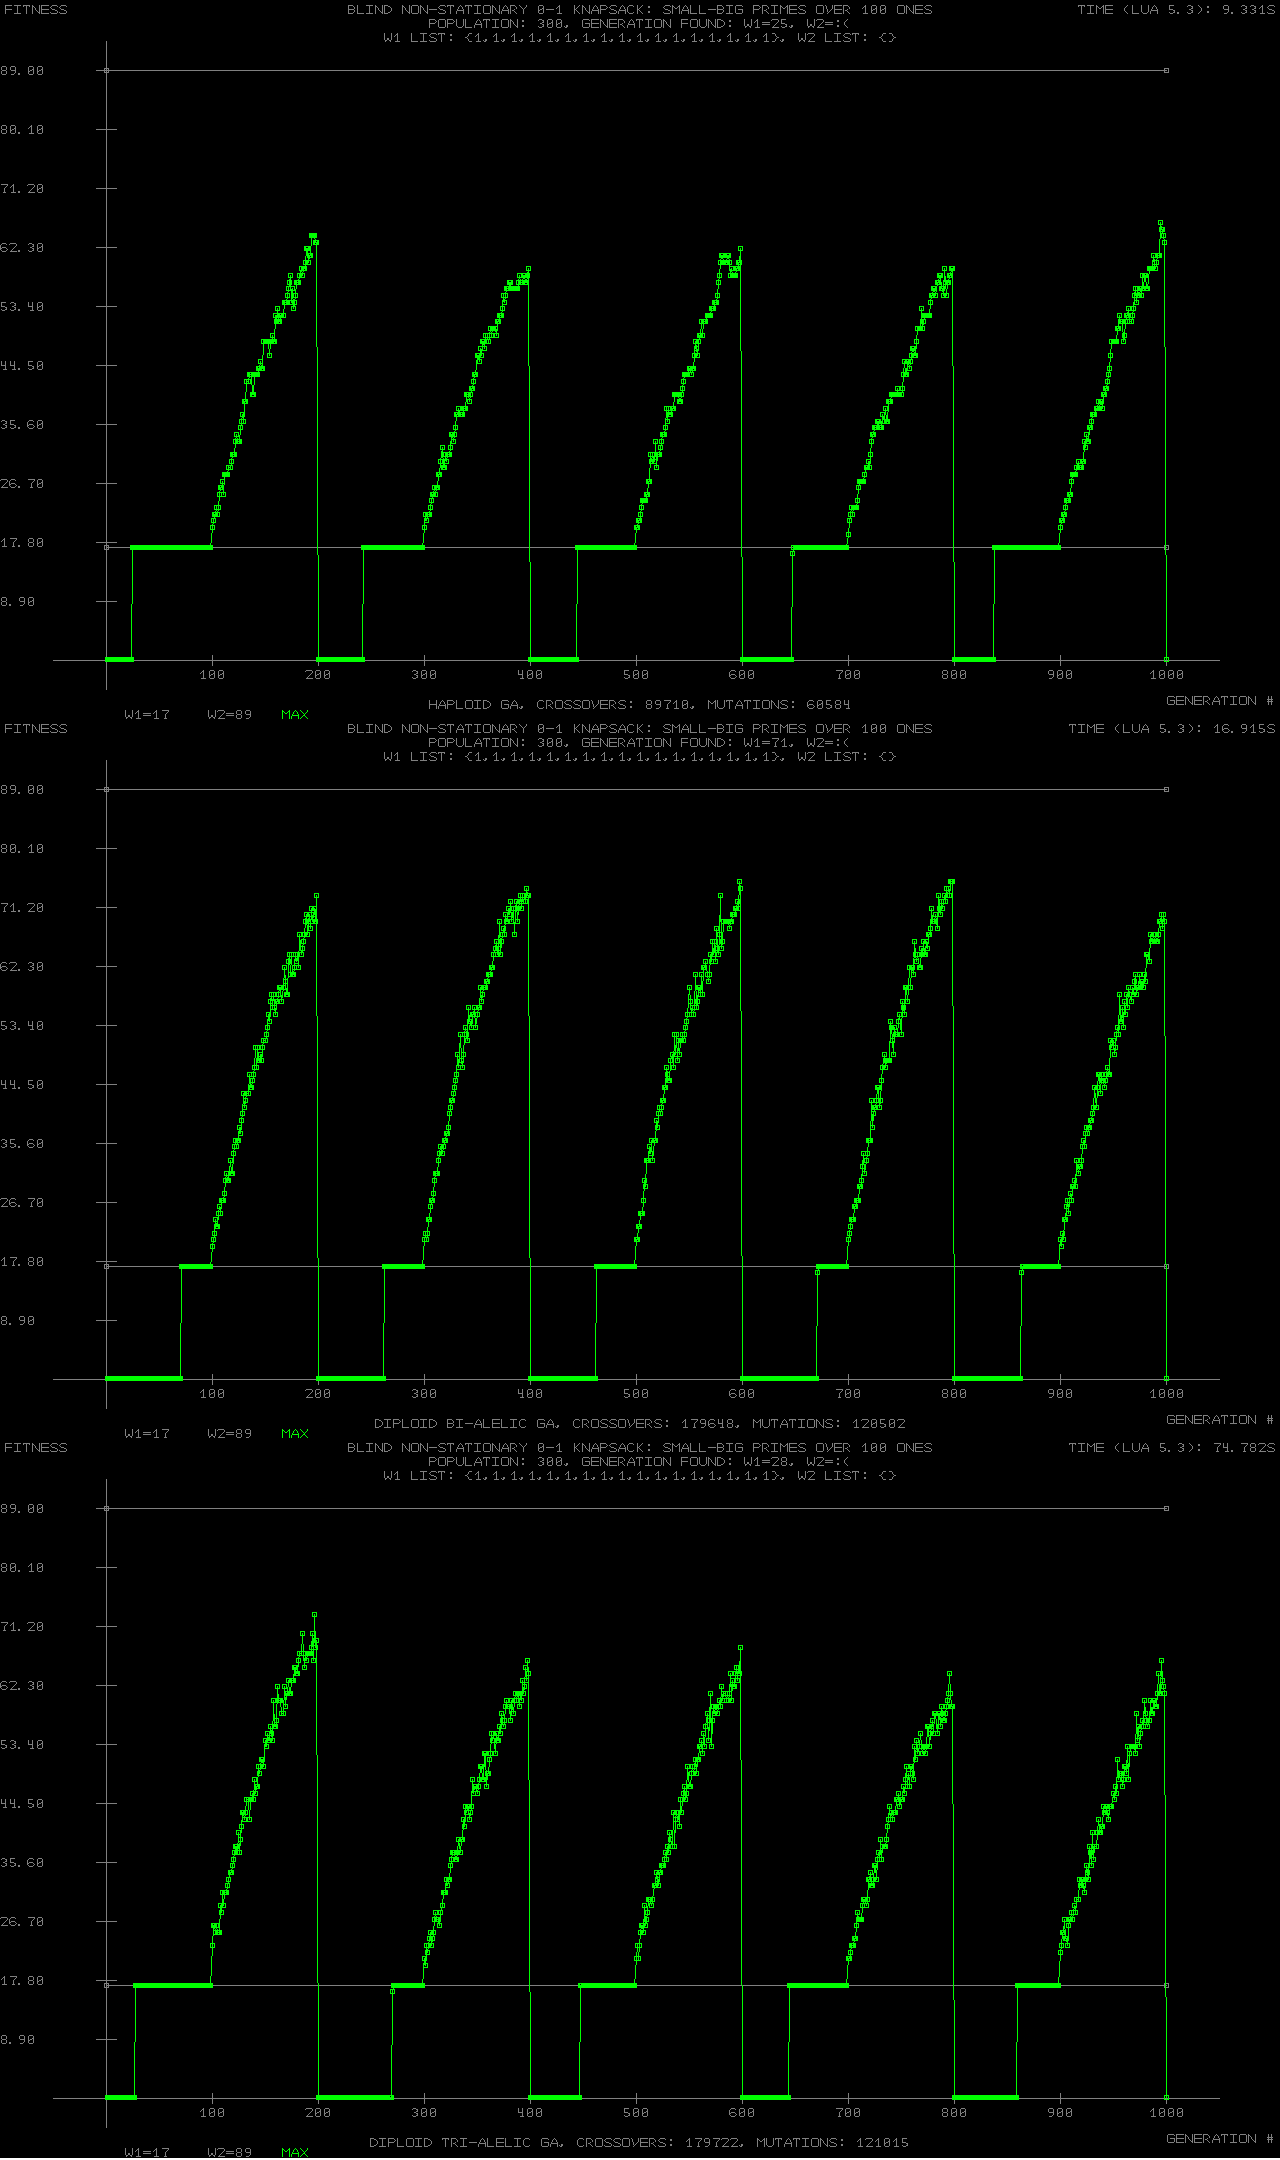 FITNESS
BLIND NON-STATIONARY 0-1 KNAPSACK: SMALL-BIG PRIMES OVER 100 ONES
TIME (LUA 5.3): 9.331S
POPULATION: 300, GENERATION FOUND: W1=25, W2=:(
W1 LIST: {1,1,1,1,1,1,1,1,1,1,1,1,1,1,1,1,1}, W2 LIST: {}
89.00
80.10
71.20
62.30
53.40
44.50
35.60
26.70
17.80
8.90
100 200 300 400 500 600 700 800 900 1000
W1=17 W2=89 MAX
HAPLOID GA, CROSSOVERS: 89710, MUTATIONS: 60584
GENERATION #
FITNESS
BLIND NON-STATIONARY 0-1 KNAPSACK: SMALL-BIG PRIMES OVER 100 ONES
TIME (LUA 5.3): 16.915S
POPULATION: 300, GENERATION FOUND: W1=71, W2=:(
W1 LIST: {1,1,1,1,1,1,1,1,1,1,1,1,1,1,1,1,1}, W2 LIST: {}
89.00
80.10
71.20
62.30
53.40
44.50
35.60
26.70
17.80
8.90
100 200 300 400 500 600 700 800 900 1000
W1=17 W2=89 MAX
DIPLOID BI-ALELIC GA, CROSSOVERS: 179648, MUTATIONS: 120502
GENERATION #
FITNESS
BLIND NON-STATIONARY 0-1 KNAPSACK: SMALL-BIG PRIMES OVER 100 ONES
TIME (LUA 5.3): 74.782S
POPULATION: 300, GENERATION FOUND: W1=28, W2=:(
W1 LIST: {1,1,1,1,1,1,1,1,1,1,1,1,1,1,1,1,1}, W2 LIST: {}
89.00
80.10
71.20
62.30
53.40
44.50
35.60
26.70
17.80
8.90
100 200 300 400 500 600 700 800 900 1000
W1=17 W2=89 MAX
DIPLOID TRI-ALELIC GA, CROSSOVERS: 179722, MUTATIONS: 121015
GENERATION #